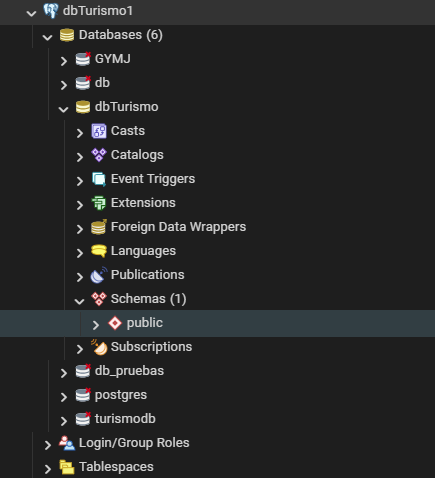 dbTurismo1
Databases (6)
GYMJ
db
dbTurismo
Casts
Catalogs
Event Triggers
Extensions
Foreign Data Wrappers
Languages
Publications
Schemas (1)
public
Subscriptions
db_pruebas
postgres
turismodb
Login/Group Roles
Tablespaces